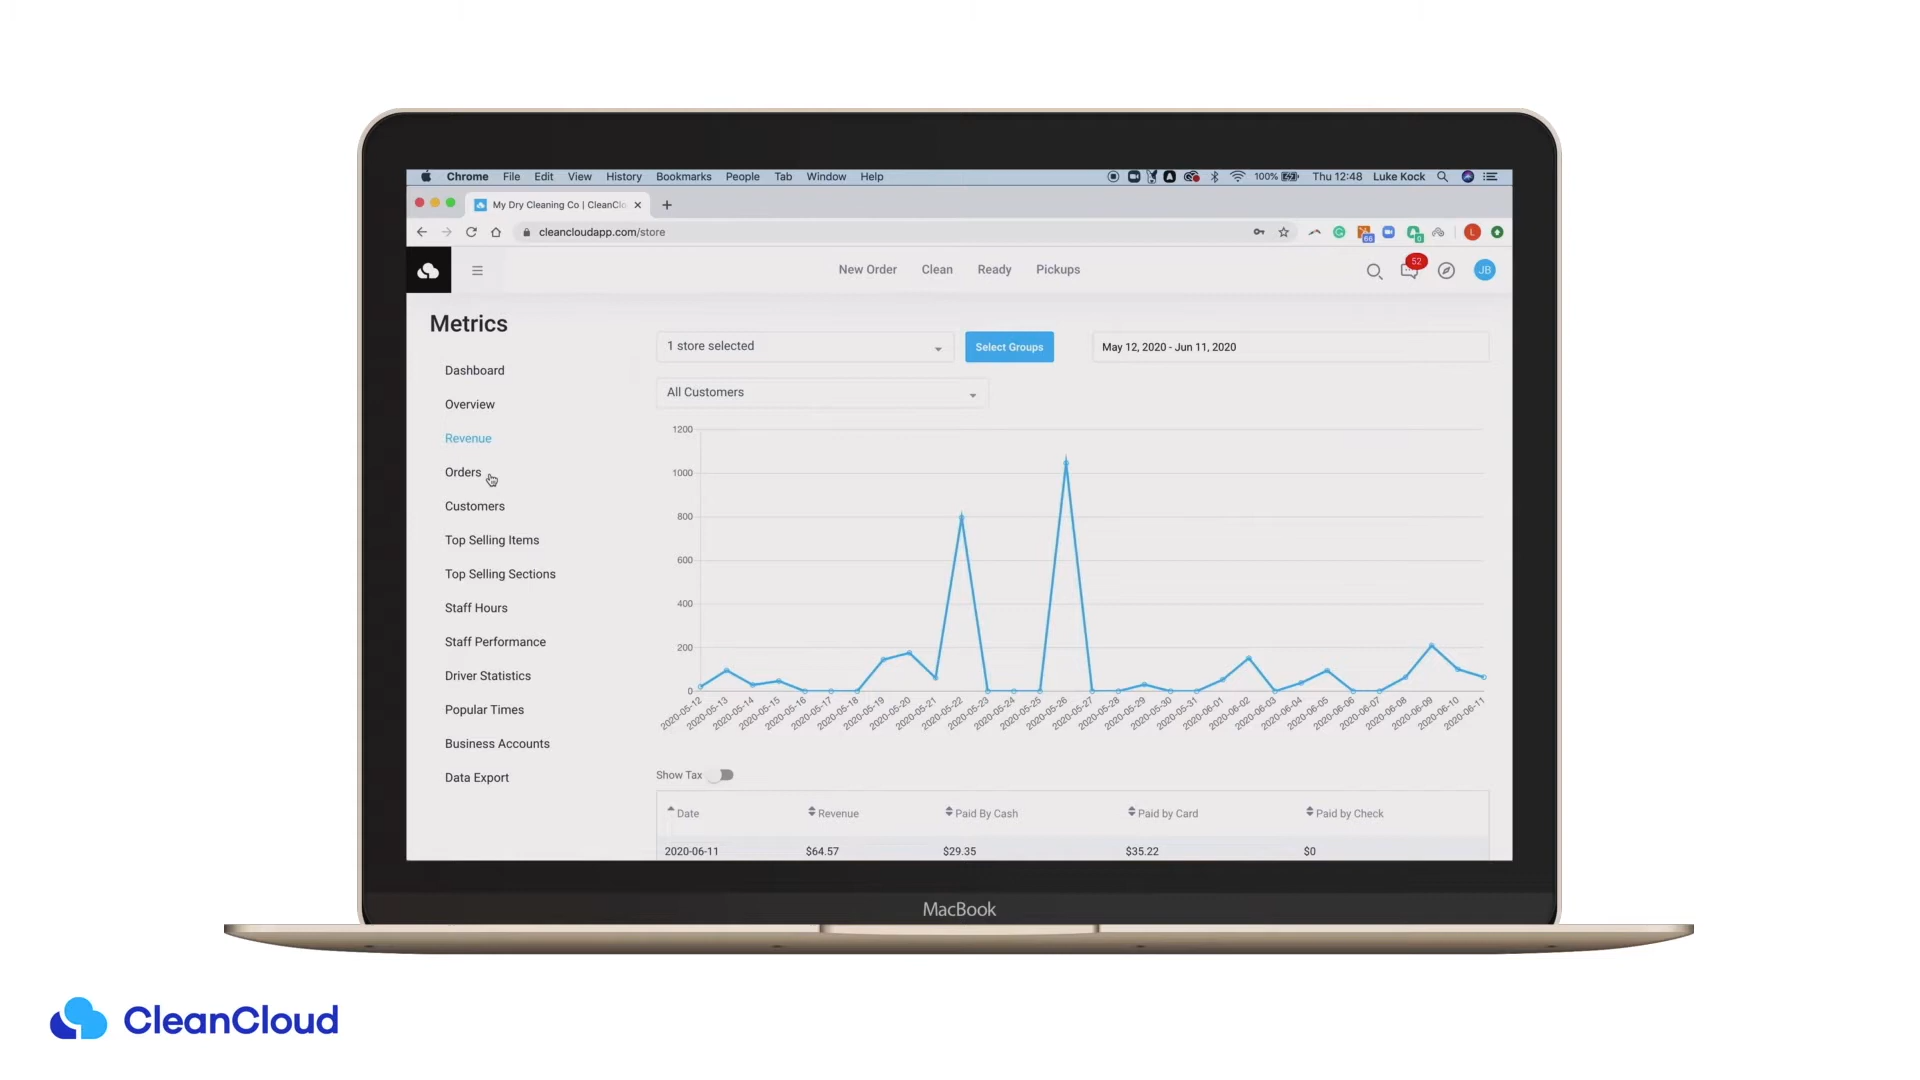 Chrome File Edit View History Bookmarks People Tab Window Help 100% Thu 12:48 Luke Kock
My Dry Cleaning Co | CleanClo
cleancloudapp.com/store
66
0
L
New Order Clean Ready Pickups
52
JB
Metrics
1 store selected
Select Groups
May 12, 2020 - Jun 11, 2020
All Customers
Dashboard
Overview
Revenue
Orders
Customers
Top Selling Items
Top Selling Sections
Staff Hours
Staff Performance
Driver Statistics
Popular Times
Business Accounts
Data Export
1200
1000
800
600
400
200
0
2020-05-12
2020-05-13
2020-05-14
2020-05-15
2020-05-16
2020-05-17
2020-05-18
2020-05-19
2020-05-20
2020-05-21
2020-05-22
2020-05-23
2020-05-24
2020-05-25
2020-05-26
2020-05-27
2020-05-28
2020-05-29
2020-05-30
2020-05-31
2020-06-01
2020-06-02
2020-06-03
2020-06-04
2020-06-05
2020-06-06
2020-06-07
2020-06-08
2020-06-09
2020-06-10
2020-06-11
Show Tax
Date Revenue Paid By Cash Paid by Card Paid by Check
2020-06-11 $64.57 $29.35 $35.22 $0
MacBook
CleanCloud